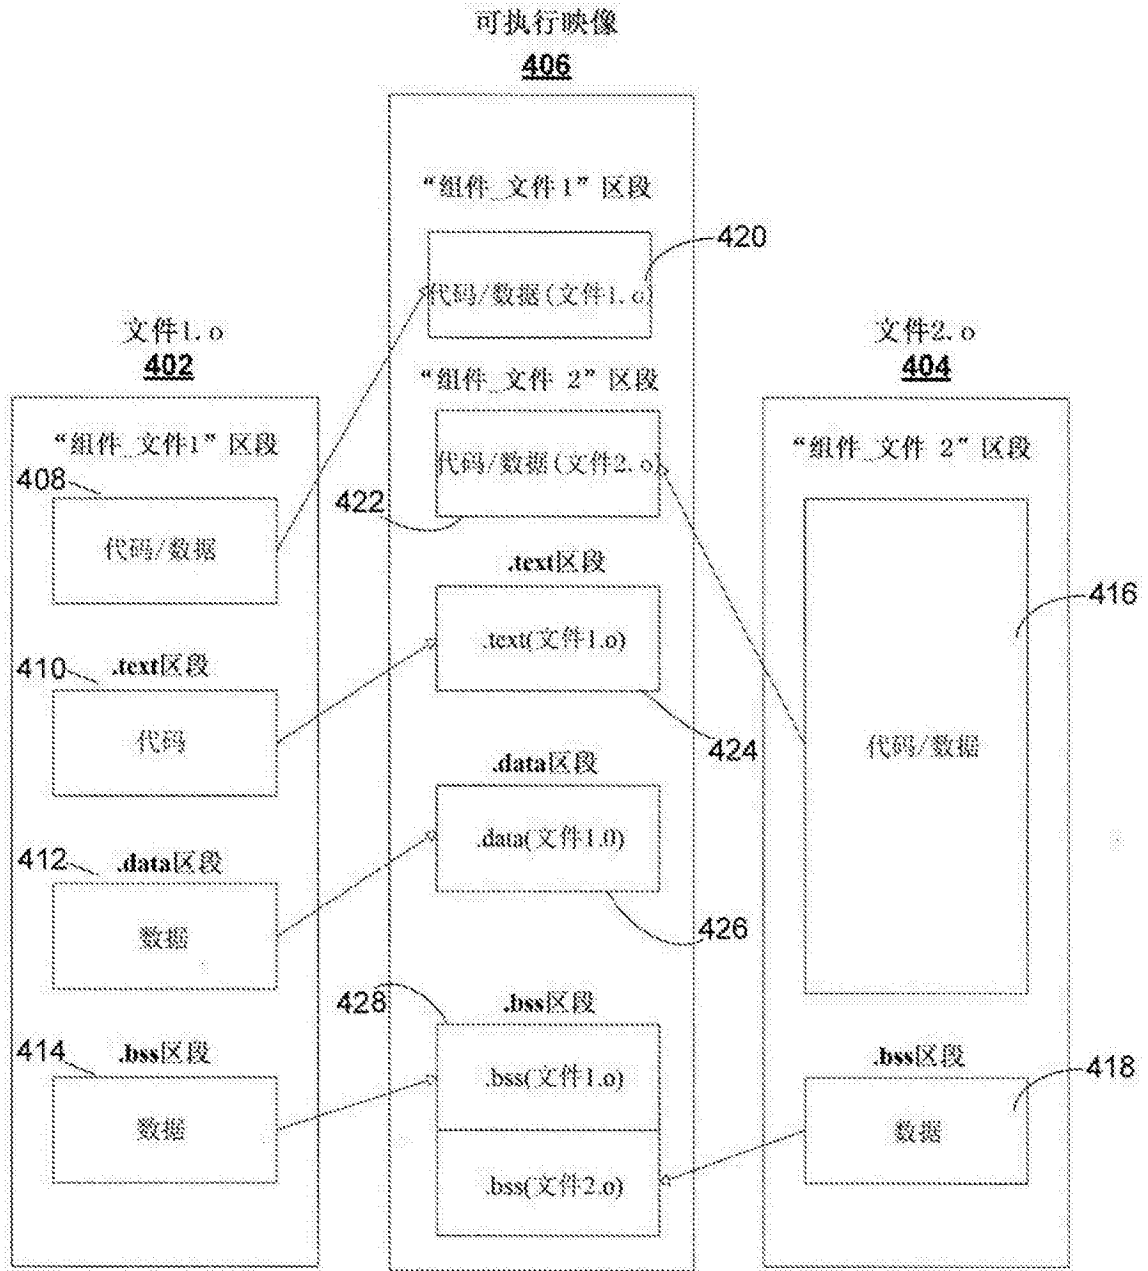 可执行映像
406
“组件_文件1”区段
420
代码/数据(文件1.o)
“组件_文件 2”区段
代码/数据(文件2.o)
422
.text区段
.text(文件1.o)
424
.data区段
.data(文件1.0)
426
428
.bss区段
.bss(文件1.o)
.bss(文件2.o)
文件1.o
402
“组件_文件1”区段
408
代码/数据
410
.text区段
代码
412
.data区段
数据
414
.bss区段
数据
文件2.o
404
“组件_文件 2”区段
416
代码/数据
.bss区段
418
数据